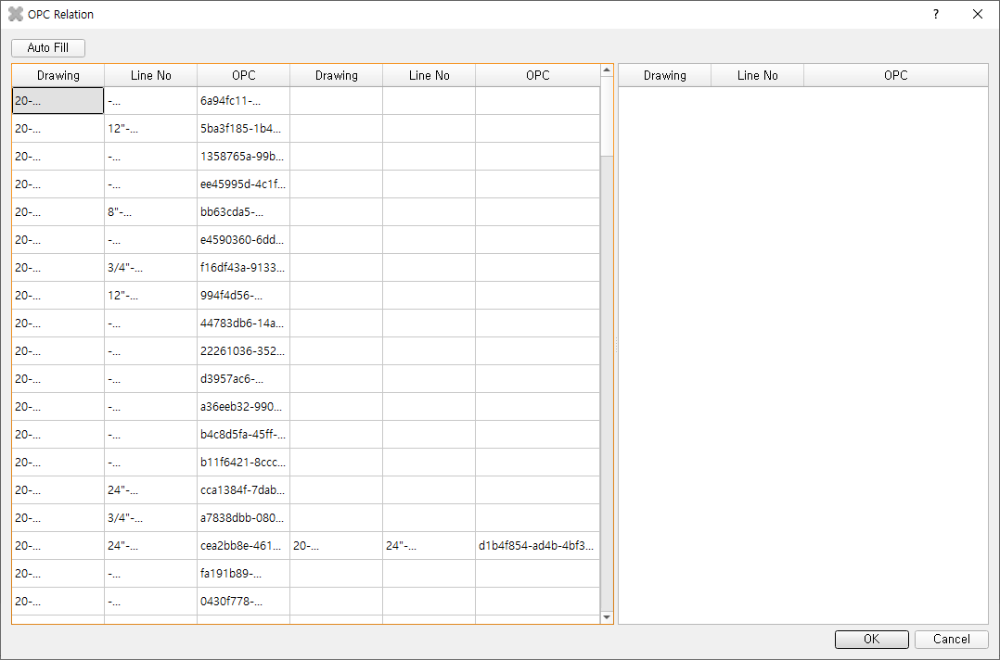 OPC Relation ?
Auto Fill
Drawing Line No OPC Drawing Line No OPC Drawing Line No OPC
20-... -... 6a94fc11-...
20-... 12"-... 5ba3f185-1b4...
20-... -... 1358765a-99b...
20-... -... ee45995d-4c1f...
20-... 8"-... bb63cda5-...
20-... -... e4590360-6dd...
20-... 3/4"-... f16df43a-9133...
20-... 12"-... 994f4d56-...
20-... -... 44783db6-14a...
20-... -... 22261036-352...
20-... -... d3957ac6-...
20-... -... a36eeb32-990...
20-... -... b4c8d5fa-45ff-...
20-... -... b11f6421-8ccc...
20-... 24"-... cca1384f-7dab...
20-... 3/4"-... a7838dbb-080...
20-... 24"-... cea2bb8e-461... 20-... 24"-... d1b4f854-ad4b-4bf3...
20-... -... fa191b89-...
20-... -... 0430f778-...
OK Cancel